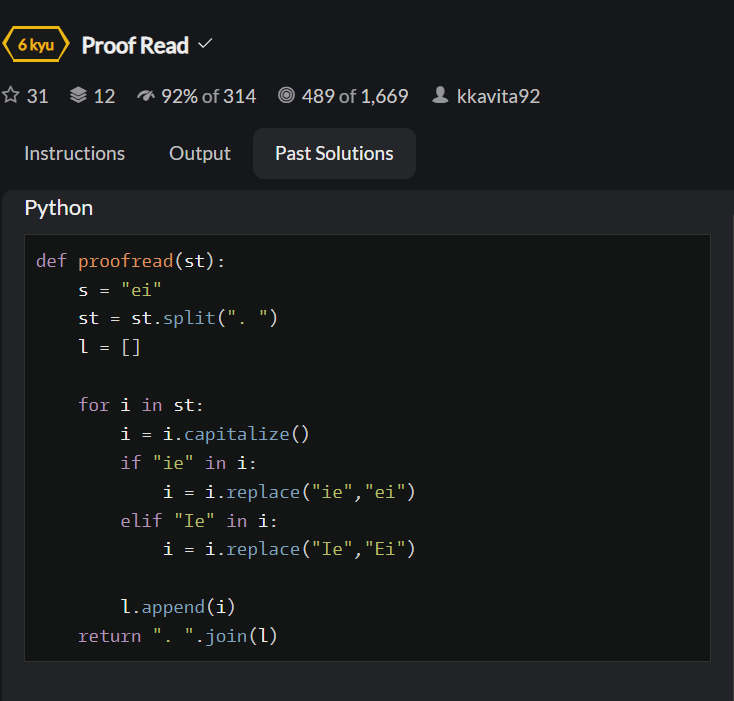 6 kyu Proof Read
31 12 92% of 314 489 of 1,669 kkavita92
Instructions Output Past Solutions
Python
def proofread(st):
    s = "ei"
    st = st.split(". ")
    l = []
    for i in st:
        i = i.capitalize()
        if "ie" in i:
            i = i.replace("ie","ei")
        elif "Ie" in i:
            i = i.replace("Ie","Ei")
        l.append(i)
    return ". ".join(l)